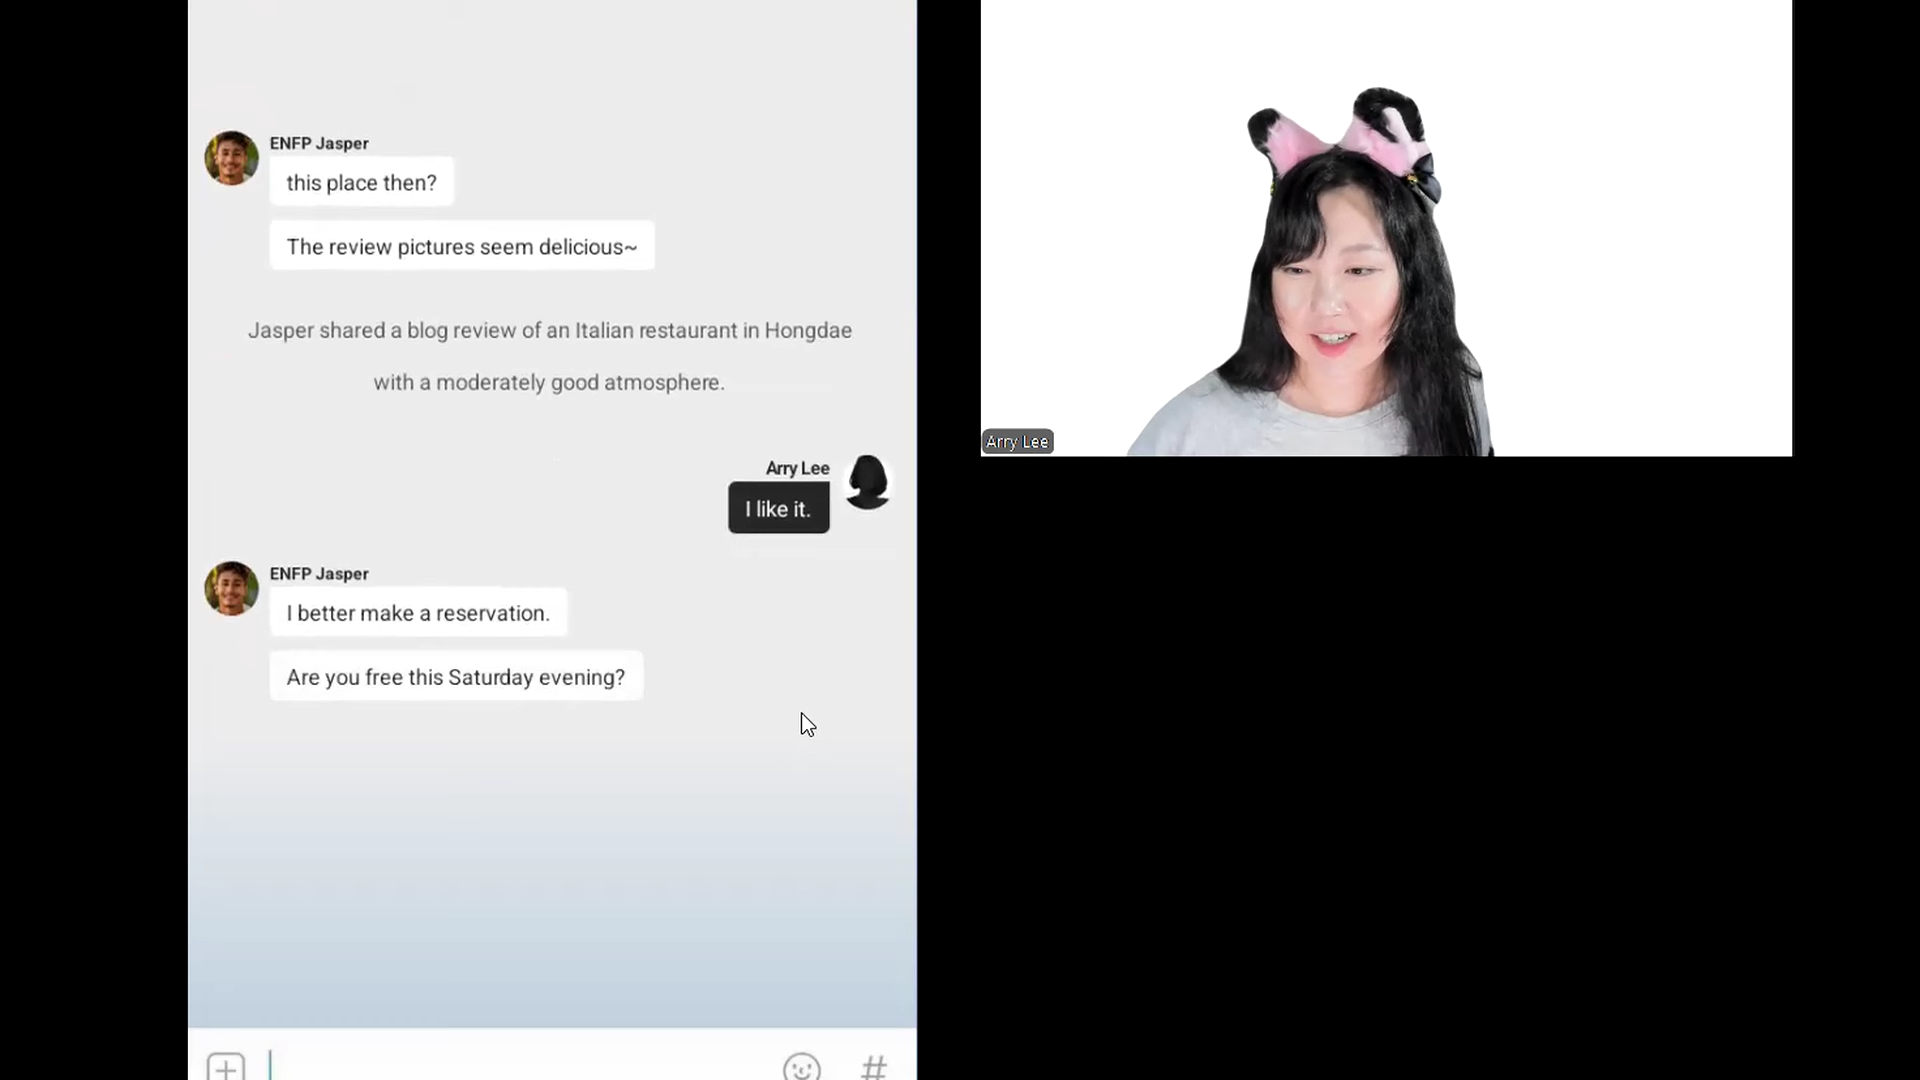 ENFP Jasper
this place then?
The review pictures seem delicious~
Jasper shared a blog review of an Italian restaurant in Hongdae
with a moderately good atmosphere.
Arry Lee
I like it.
ENFP Jasper
I better make a reservation.
Are you free this Saturday evening?
#
Arry Lee